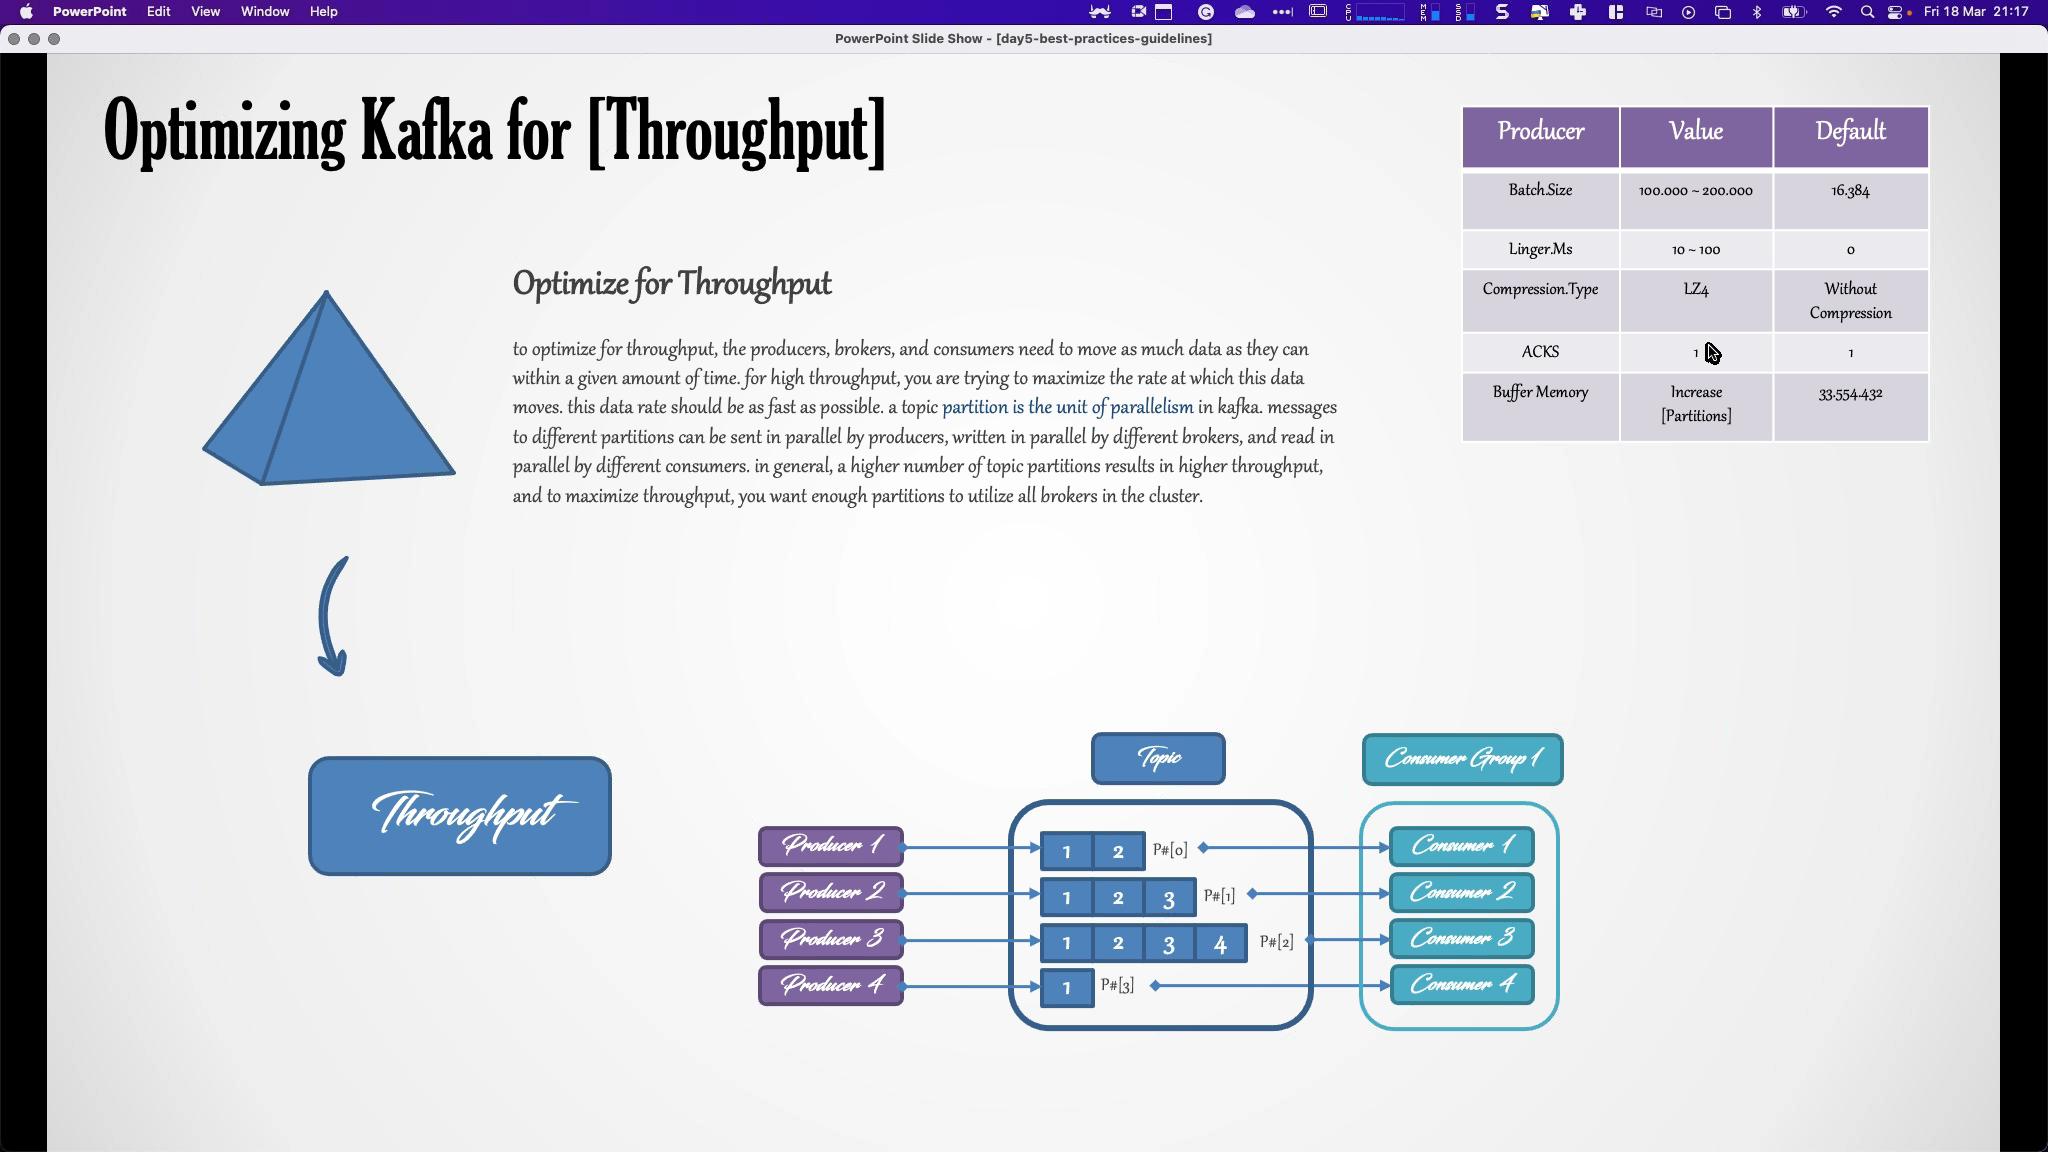 PowerPoint Edit View Window Help
Fri 18 Mar 21:17
PowerPoint Slide Show - [day5-best-practices-guidelines]
Optimizing Kafka for [Throughput]
Producer Value Default
Batch.Size 100.000 ~ 200.000 16.384
Linger.Ms 10 ~ 100 0
Compression.Type LZ4 Without
Compression
ACKS 1 1
Buffer Memory Increase 33.554.432
[Partitions]
Optimize for Throughput
to optimize for throughput, the producers, brokers, and consumers need to move as much data as they can
within a given amount of time. for high throughput, you are trying to maximize the rate at which this data
moves. this data rate should be as fast as possible. a topic partition is the unit of parallelism in kafka. messages
to different partitions can be sent in parallel by producers, written in parallel by different brokers, and read in
parallel by different consumers. in general, a higher number of topic partitions results in higher throughput,
and to maximize throughput, you want enough partitions to utilize all brokers in the cluster.
Throughput
Topic Consumer Group 1
Producer 1 1 2 P#[0] Consumer 1
Producer 2 1 2 3 P#[1] Consumer 2
Producer 3 1 2 3 4 P#[2] Consumer 3
Producer 4 1 P#[3] Consumer 4